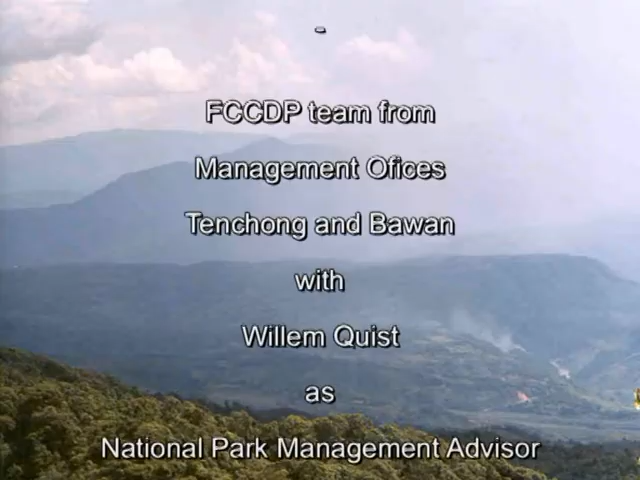 -
FCCDP team from
Management Ofices
Tenchong and Bawan
with
Willem Quist
as
National Park Management Advisor